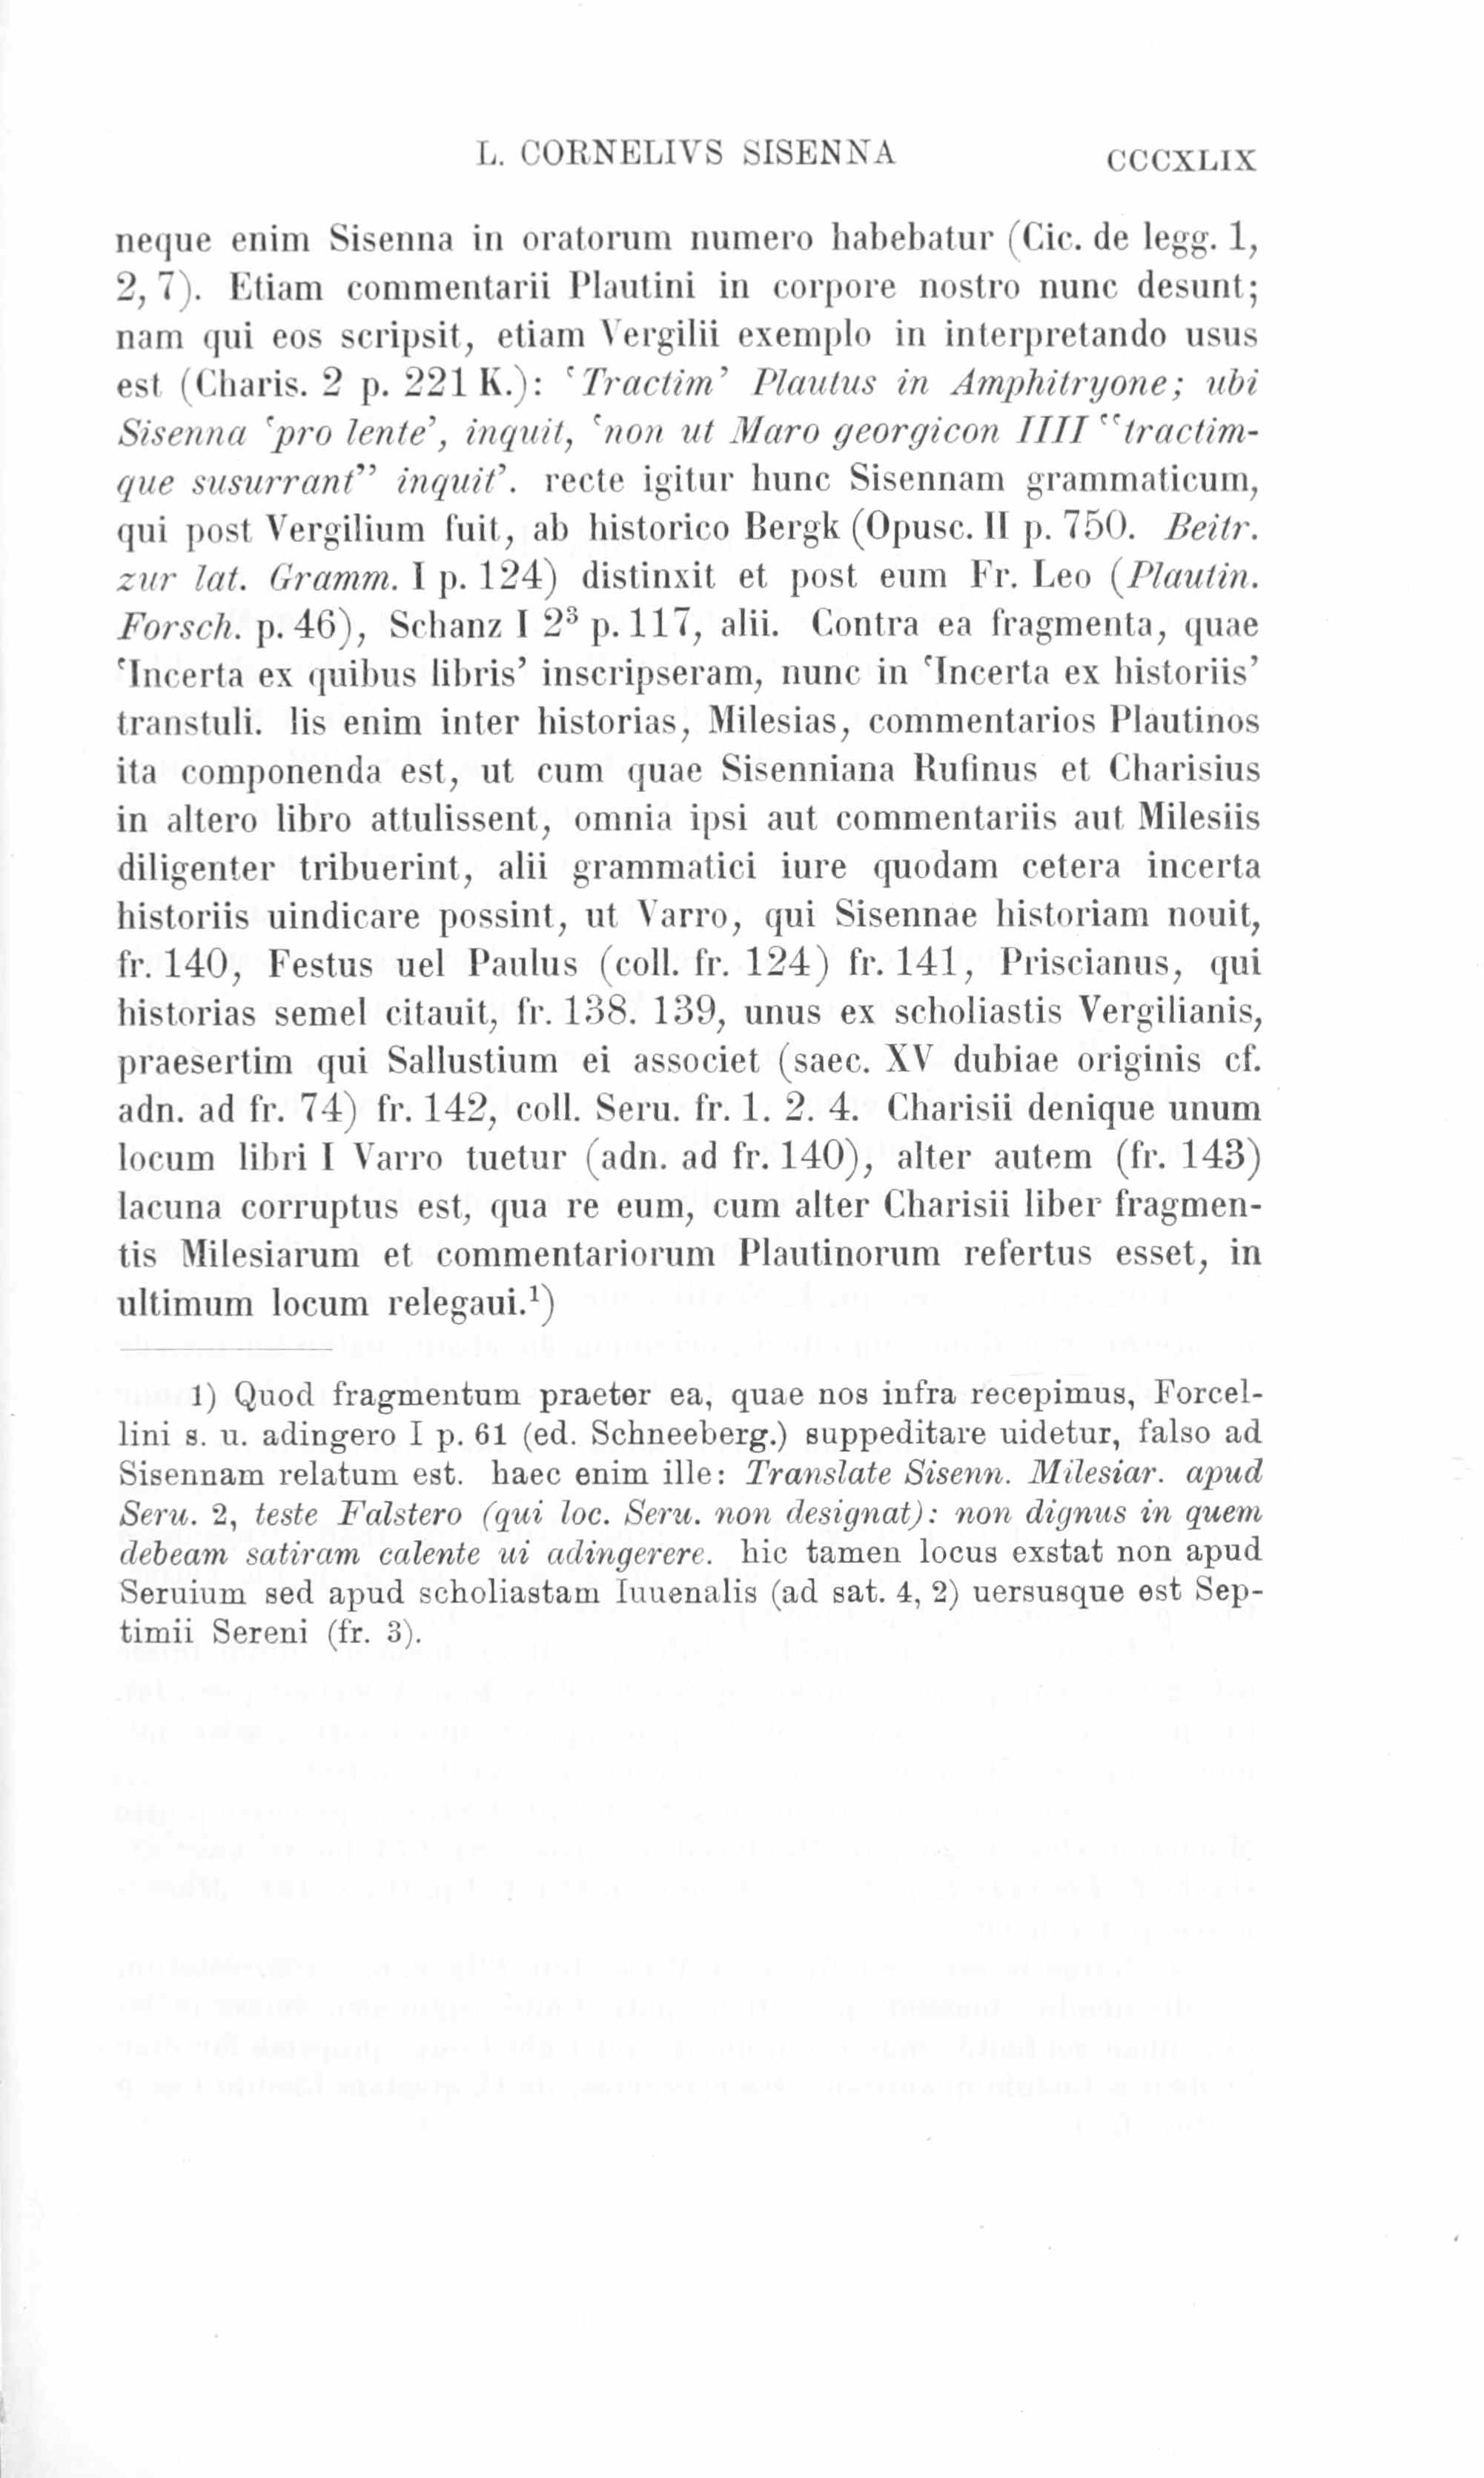 L. CORNELIVS SISENNA CCCXLIX
neque enim Sisenna in oratorum numero habebatur (Cic. de legg. 1,
2, 7). Etiam commentarii Plautini in corpore nostro nunc desunt;
nam qui eos scripsit, etiam Vergilii exemplo in interpretando usus
est (Charis. 2 p. 221 K.): ‘Tractim’ Plautus in Amphitryone; ubi
Sisenna ‘pro lente’, inquit, ‘non ut Maro georgicon IIII “tractim-
que susurrant” inquit’. recte igitur hunc Sisennam grammaticum,
qui post Vergilium fuit, ab historico Bergk (Opusc. II p. 750. Beitr.
zur lat. Gramm. I p. 124) distinxit et post eum Fr. Leo (Plautin.
Forsch. p. 46), Schanz I 2³ p. 117, alii. Contra ea fragmenta, quae
‘Incerta ex quibus libris’ inscripseram, nunc in ‘Incerta ex historiis’
transtuli. lis enim inter historias, Milesias, commentarios Plautinos
ita componenda est, ut cum quae Sisenniana Rufinus et Charisius
in altero libro attulissent, omnia ipsi aut commentariis aut Milesiis
diligenter tribuerint, alii grammatici iure quodam cetera incerta
historiis uindicare possint, ut Varro, qui Sisennae historiam nouit,
fr. 140, Festus uel Paulus (coll. fr. 124) fr. 141, Priscianus, qui
historias semel citauit, fr. 138. 139, unus ex scholiastis Vergilianis,
praesertim qui Sallustium ei associet (saec. XV dubiae originis cf.
adn. ad fr. 74) fr. 142, coll. Seru. fr. 1. 2. 4. Charisii denique unum
locum libri I Varro tuetur (adn. ad fr. 140), alter autem (fr. 143)
lacuna corruptus est, qua re eum, cum alter Charisii liber fragmen-
tis Milesiarum et commentariorum Plautinorum refertus esset, in
ultimum locum relegaui.¹)
1) Quod fragmentum praeter ea, quae nos infra recepimus, Forcel-
lini s. u. adingero I p. 61 (ed. Schneeberg.) suppeditare uidetur, falso ad
Sisennam relatum est. haec enim ille: Translate Sisenn. Milesiar. apud
Seru. 2, teste Falstero (qui loc. Seru. non designat): non dignus in quem
debeam satiram calente ui adingerere. hic tamen locus exstat non apud
Seruium sed apud scholiastam Iuuenalis (ad sat. 4, 2) uersusque est Sep-
timii Sereni (fr. 3).